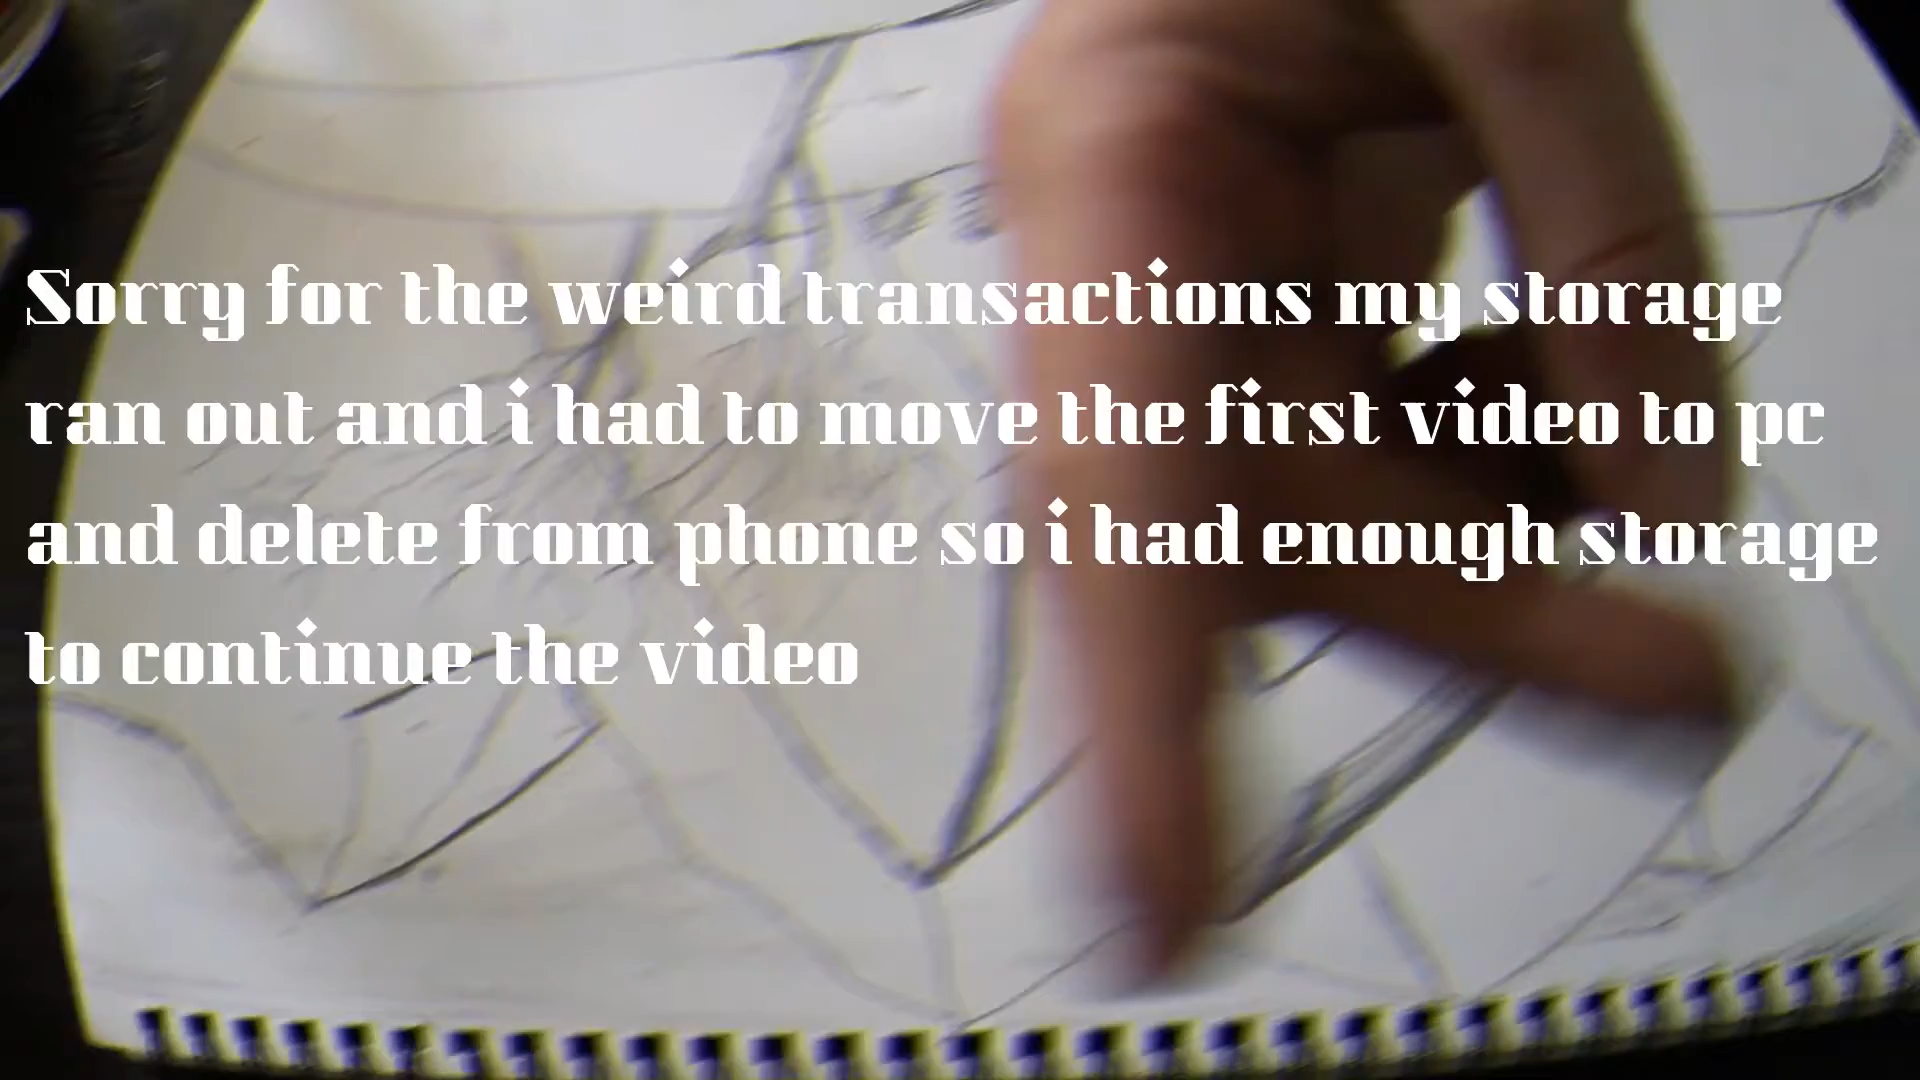 Sorry for the weird transactions my storage
ran out and i had to move the first video to pc
and delete from phone so i had enough storage
to continue the video